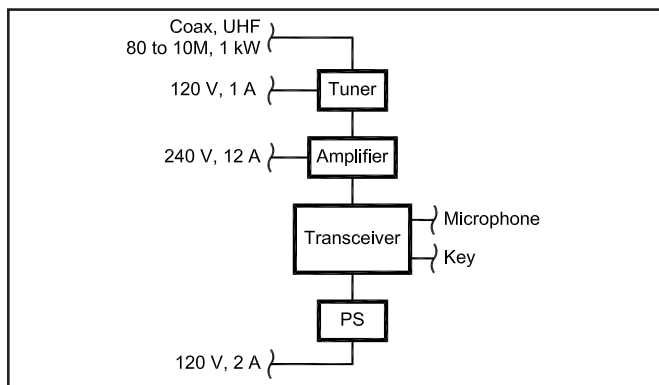 Coax, UHF
80 to 10M, 1 kW
Tuner
120 V, 1 A
Amplifier
240 V, 12 A
Transceiver
Microphone
Key
PS
120 V, 2 A